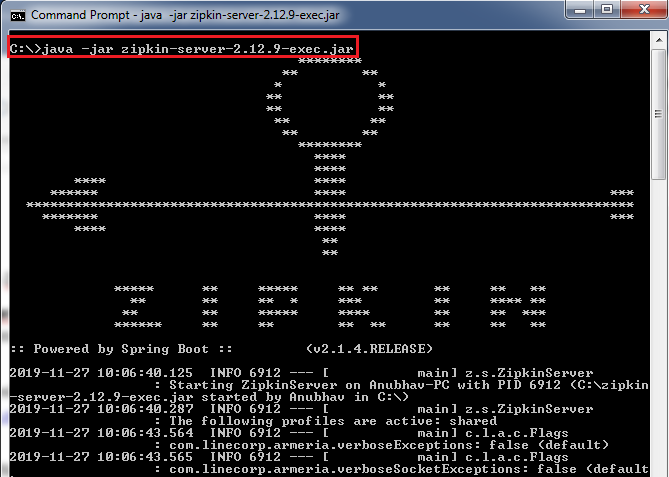 Command Prompt - java -jar zipkin-server-2.12.9-exec.jar
C:\>java -jar zipkin-server-2.12.9-exec.jar
ZIPKIN
:: Powered by Spring Boot :: (v2.1.4.RELEASE)
2019-11-27 10:06:40.125 INFO 6912 --- [ main] z.s.ZipkinServer
: Starting ZipkinServer on Anubhav-PC with PID 6912 (C:\zipkin
-server-2.12.9-exec.jar started by Anubhav in C:\)
2019-11-27 10:06:40.287 INFO 6912 --- [ main] z.s.ZipkinServer
: The following profiles are active: shared
2019-11-27 10:06:43.564 INFO 6912 --- [ main] c.l.a.c.Flags
: com.linecorp.armeria.verboseExceptions: false (default)
2019-11-27 10:06:43.565 INFO 6912 --- [ main] c.l.a.c.Flags
: com.linecorp.armeria.verboseSocketExceptions: false (default